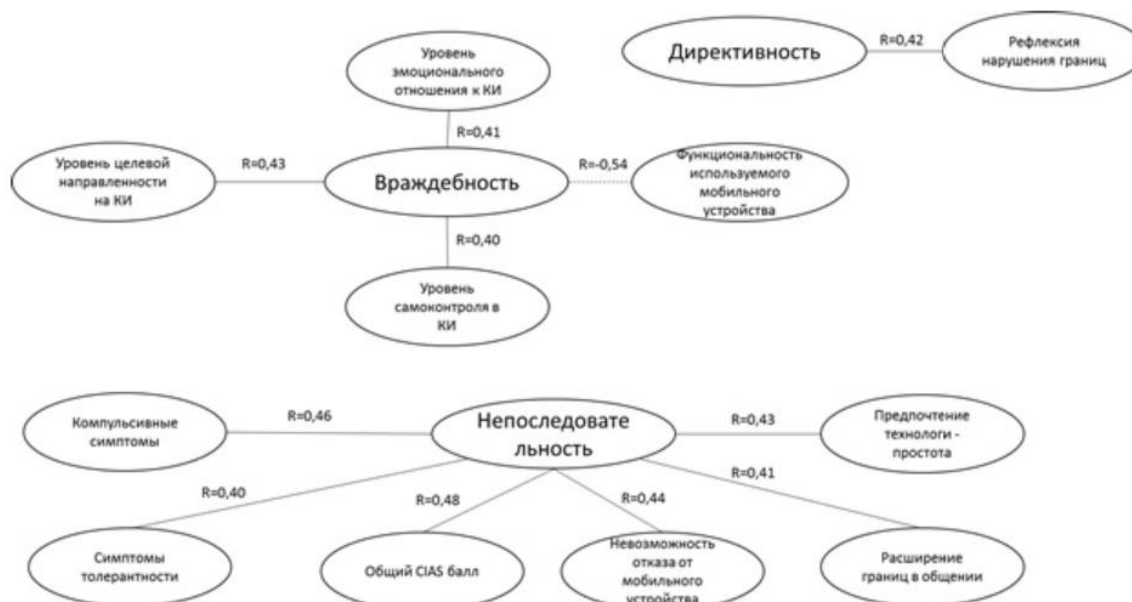 Уровень
эмоционального
отношения к КИ
Директивность
R=0,42
Рефлексия
нарушения границ
R=0,41
Уровень целевой
направленности
на КИ
R=0,43
Враждебность
R=-0,54
Функциональность
используемого
мобильного
устройства
R=0,40
Уровень
самоконтроля в
КИ
Компульсивные
симптомы
R=0,46
Непоследовате
льность
R=0,43
Предпочтение
технологи -
простота
R=0,40
R=0,48
R=0,44
R=0,41
Симптомы
толерантности
Общий CIAS балл
Невозможность
отказа от
мобильного
устройства
Расширение
границ в общении